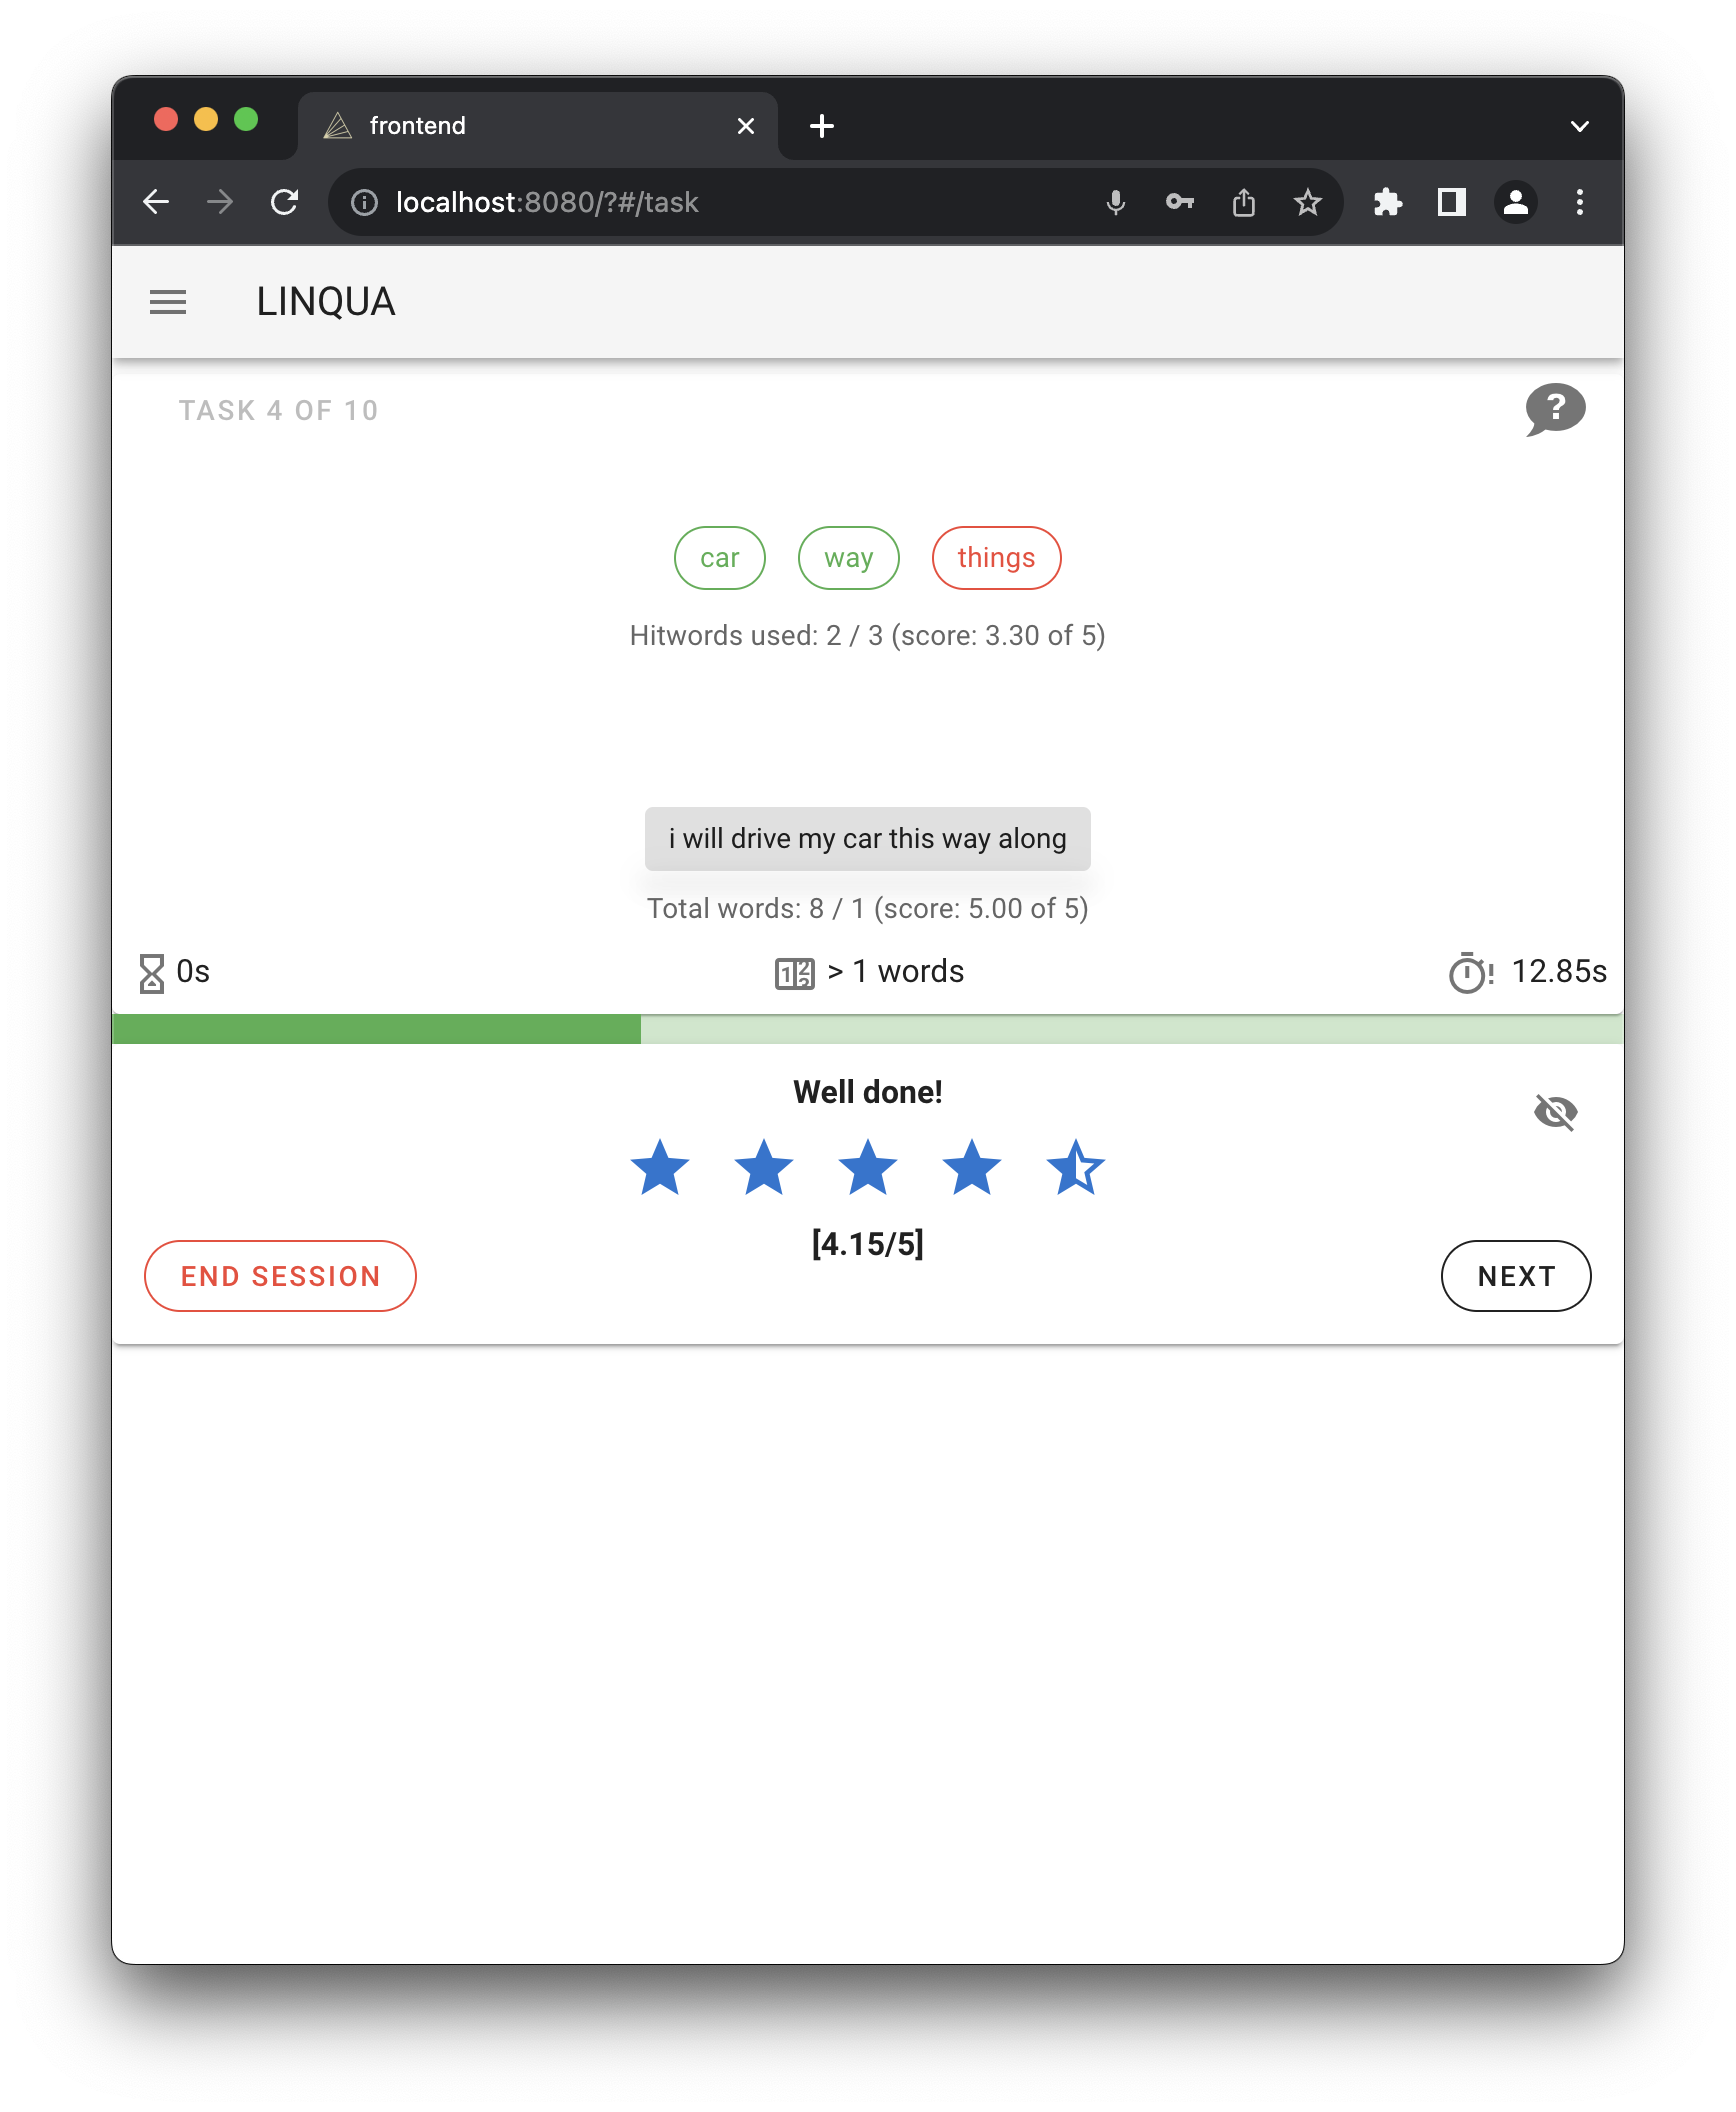 frontend
localhost:8080/?#/task
LINQUA
TASK 4 OF 10
?
car way things
Hitwords used: 2 / 3 (score: 3.30 of 5)
i will drive my car this way along
Total words: 8 / 1 (score: 5.00 of 5)
0s > 1 words 12.85s
Well done!
[4.15/5]
END SESSION NEXT